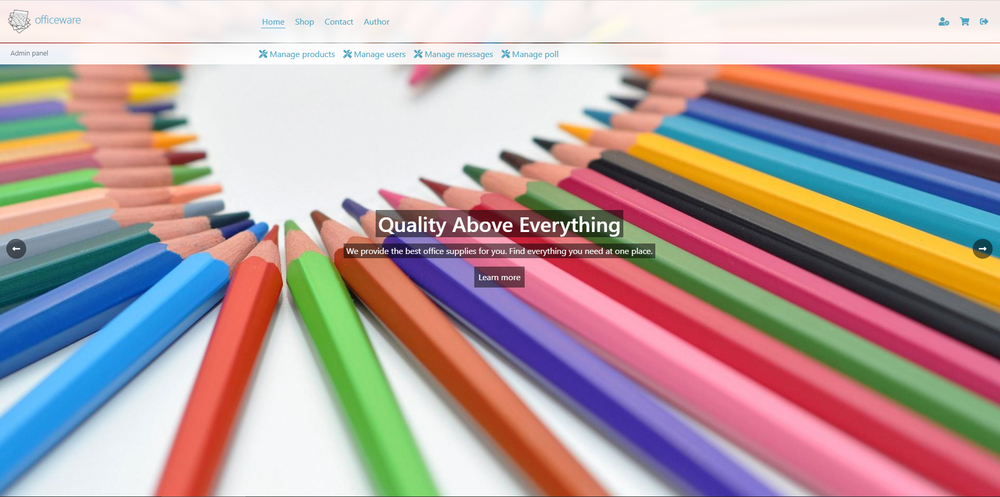 officeware
Home Shop Contact Author
Admin panel
Manage products Manage users Manage messages Manage poll
Quality Above Everything
We provide the best office supplies for you. Find everything you need at one place.
Learn more